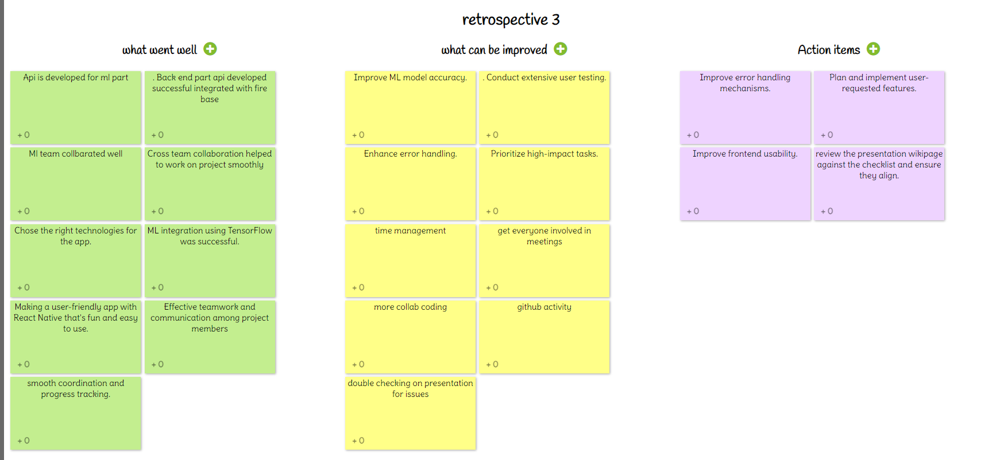 retrospective 3
what went well
Api is developed for ml part
+ 0
. Back end part api developed
successful integrated with fire
base
+ 0
Ml team collbarated well
+ 0
Cross team collaboration helped
to work on project smoothly
+ 0
Chose the right technologies for
the app.
+ 0
ML integration using TensorFlow
was successful.
+ 0
Making a user-friendly app with
React Native that's fun and easy
to use.
+ 0
Effective teamwork and
communication among project
members
+ 0
smooth coordination and
progress tracking.
+ 0
what can be improved
Improve ML model accuracy.
+ 0
. Conduct extensive user testing.
+ 0
Enhance error handling.
+ 0
Prioritize high-impact tasks.
+ 0
time management
+ 0
get everyone involved in
meetings
+ 0
more collab coding
+ 0
github activity
+ 0
double checking on presentation
for issues
+ 0
Action items
Improve error handling
mechanisms.
+ 0
Plan and implement user-
requested features.
+ 0
Improve frontend usability.
+ 0
review the presentation wikipage
against the checklist and ensure
they align.
+ 0